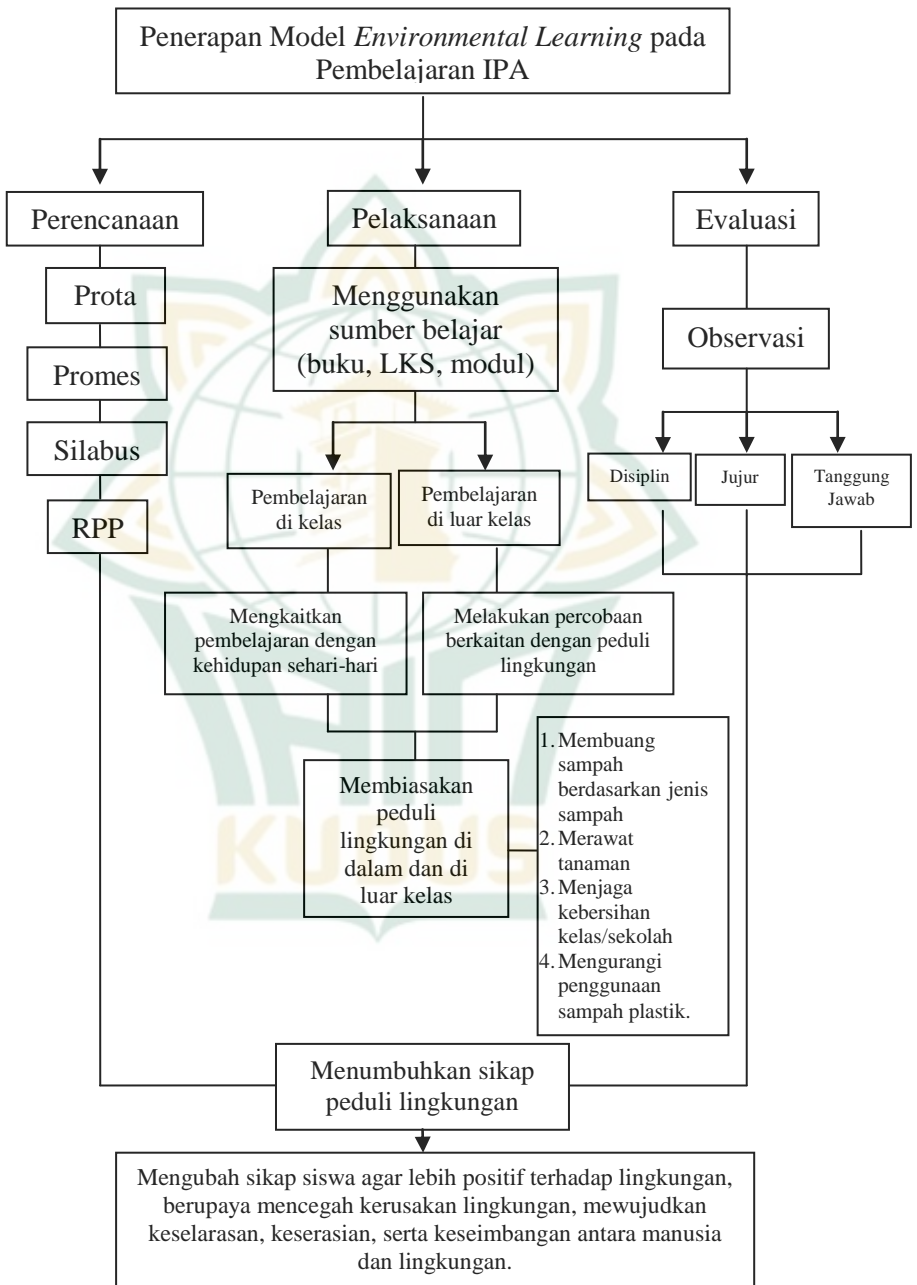 Penerapan Model Environmental Learning pada
Pembelajaran IPA
Perencanaan
Prota
Promes
Silabus
RPP
Pelaksanaan
Menggunakan
sumber belajar
(buku, LKS, modul)
Pembelajaran
di kelas
Pembelajaran
di luar kelas
Mengkaitkan
pembelajaran dengan
kehidupan sehari-hari
Melakukan percobaan
berkaitan dengan peduli
lingkungan
Membiasakan
peduli
lingkungan di
dalam dan di
luar kelas
1. Membuang
sampah
berdasarkan jenis
sampah
2. Merawat
tanaman
3. Menjaga
kebersihan
kelas/sekolah
4. Mengurangi
penggunaan
sampah plastik.
Evaluasi
Observasi
Disiplin
Jujur
Tanggung
Jawab
Menumbuhkan sikap
peduli lingkungan
Mengubah sikap siswa agar lebih positif terhadap lingkungan,
berupaya mencegah kerusakan lingkungan, mewujudkan
keselarasan, keserasian, serta keseimbangan antara manusia
dan lingkungan.
KUDUS